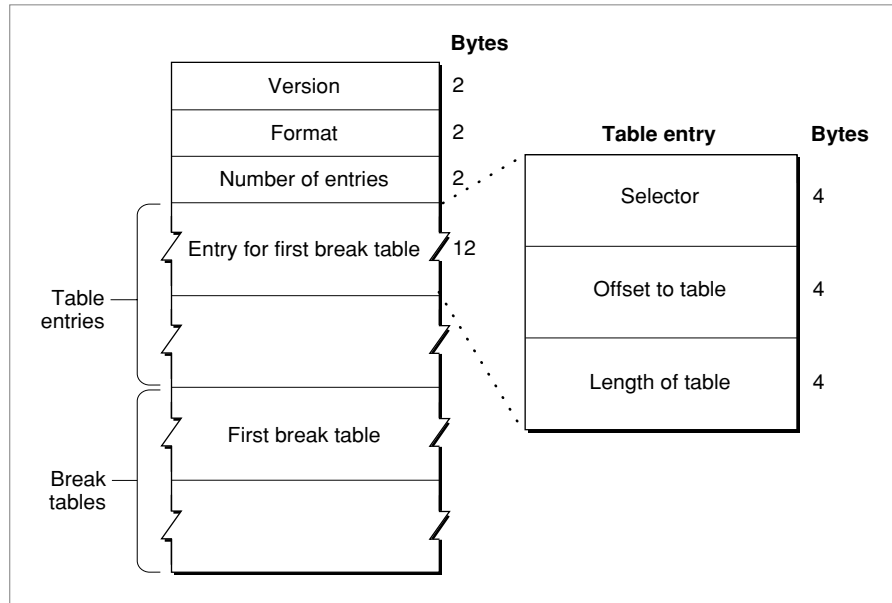 Bytes
Version 2
Format 2
Number of entries 2
Entry for first break table 12
Table
entries
First break table
Break
tables
Table entry Bytes
Selector 4
Offset to table 4
Length of table 4